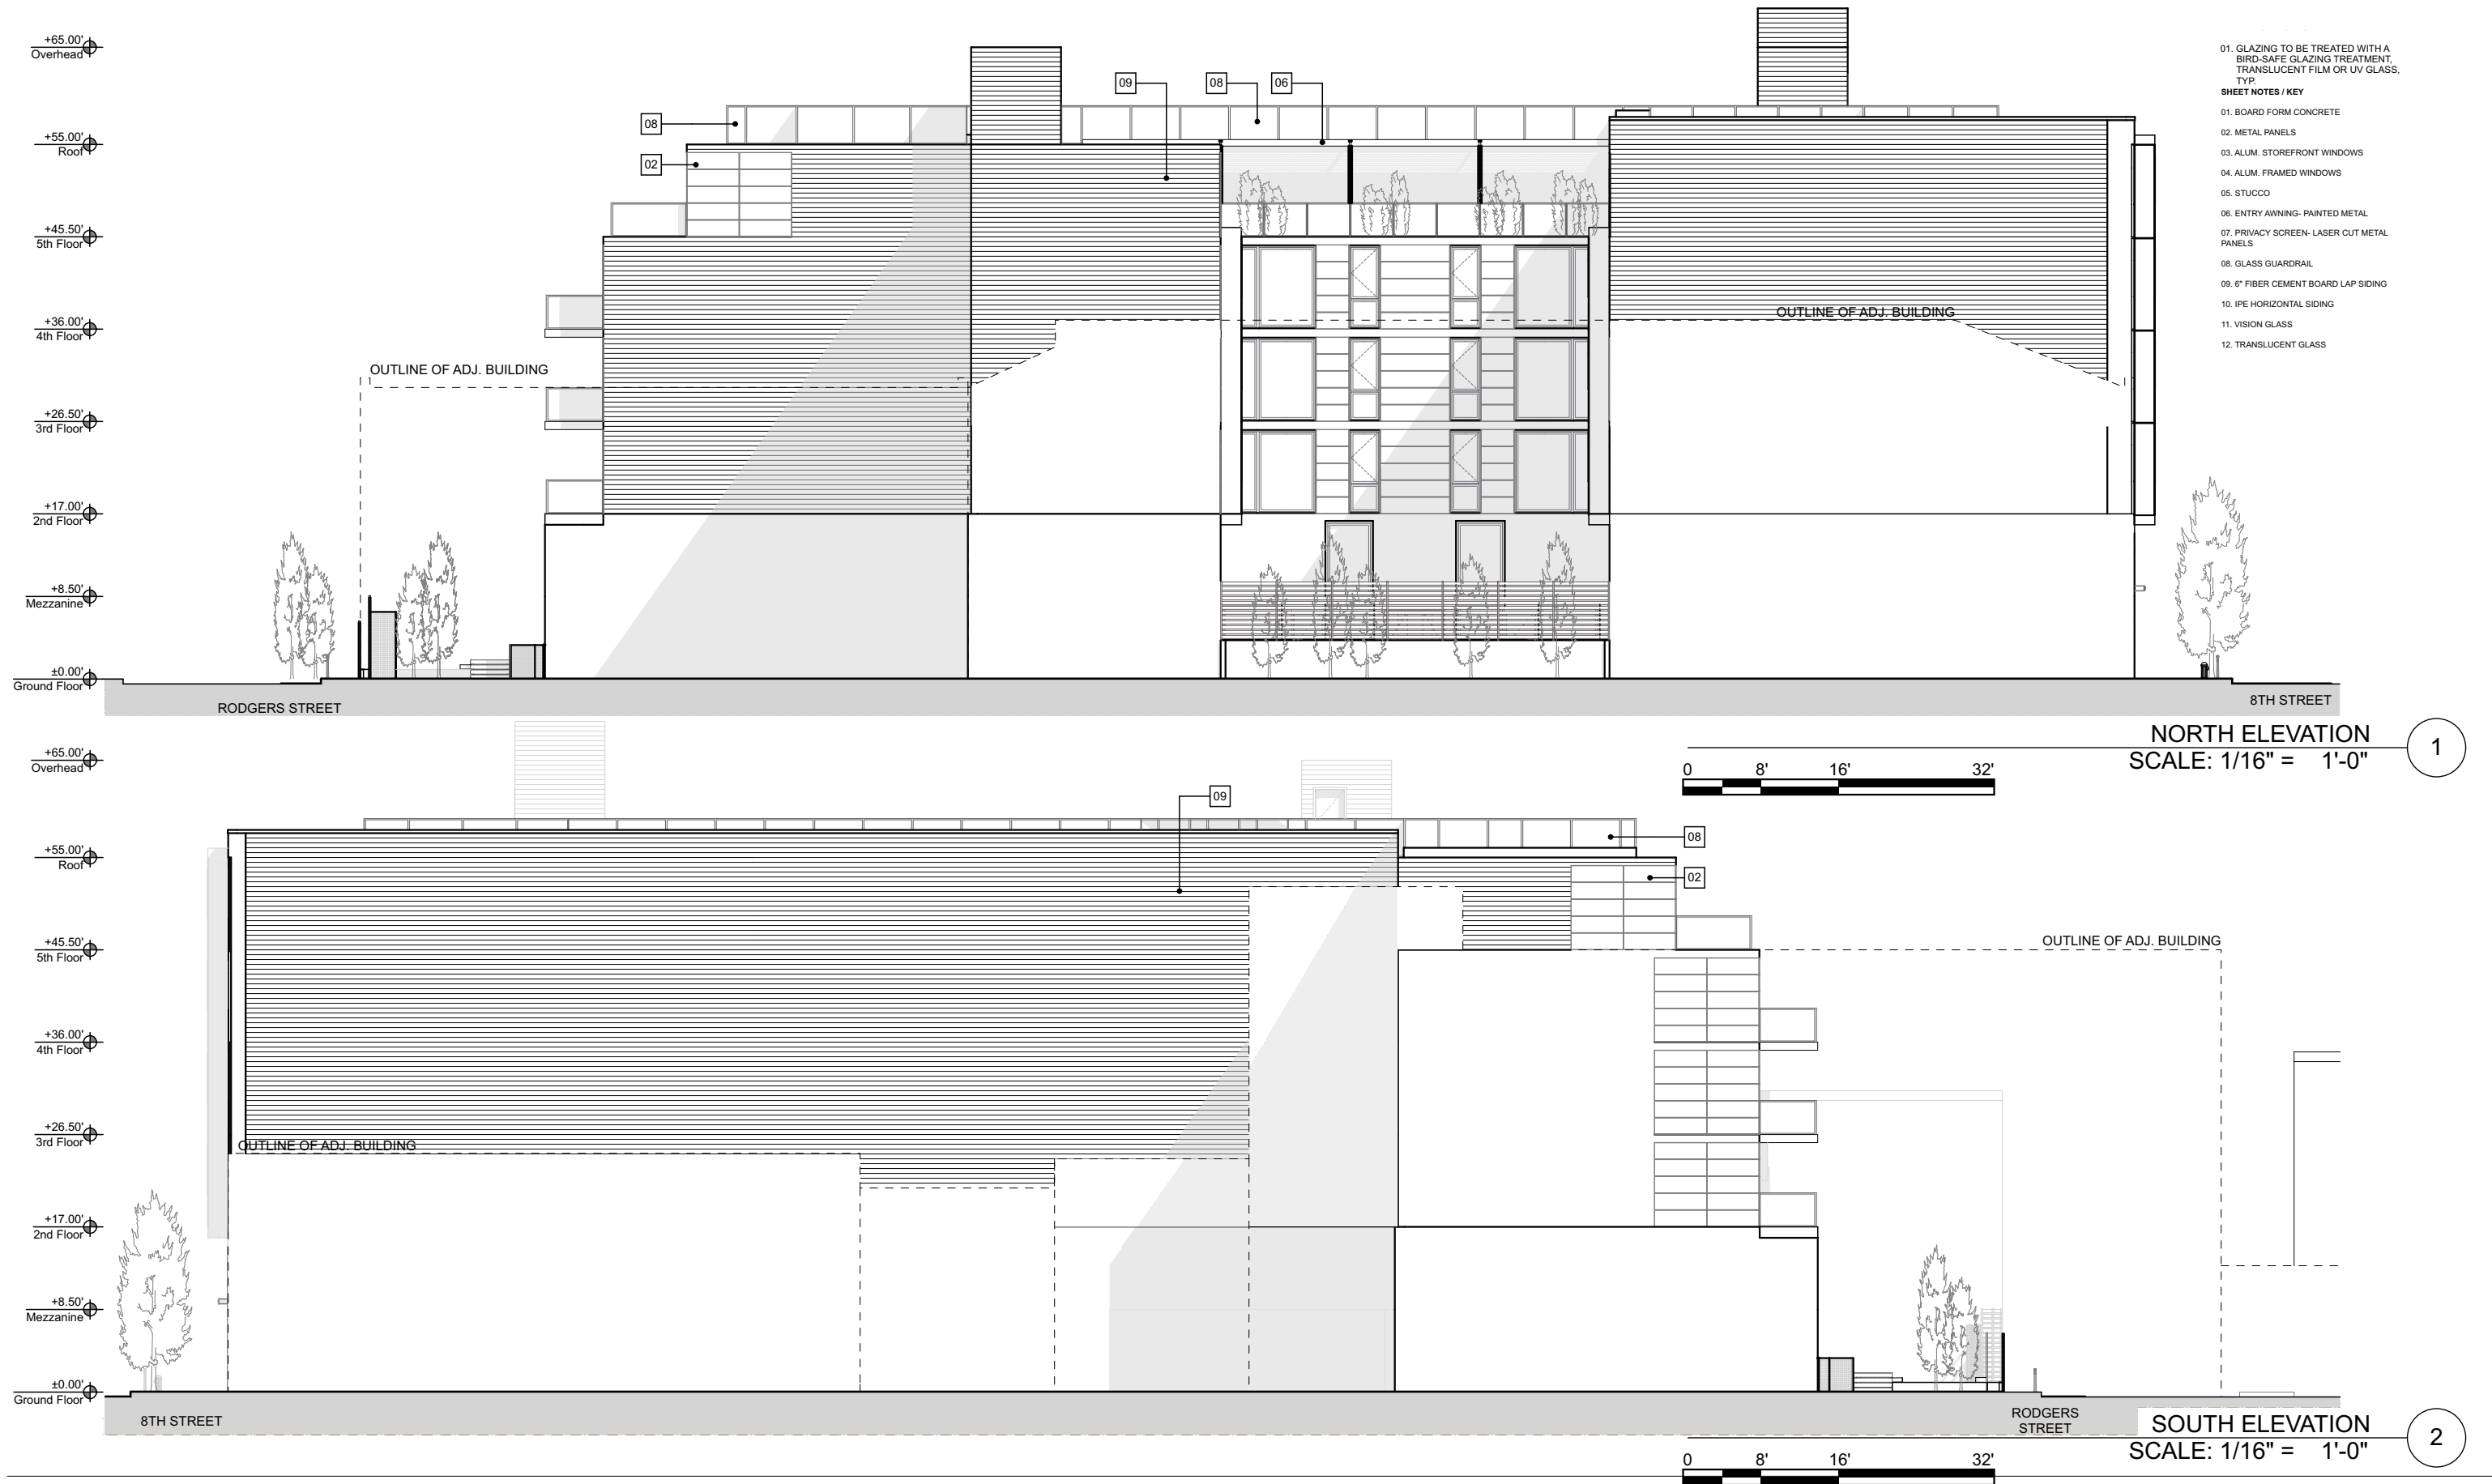 +65.00'
Overhead
+55.00'
Roof
+45.50'
5th Floor
+36.00'
4th Floor
+26.50'
3rd Floor
+17.00'
2nd Floor
+8.50'
Mezzanine
±0.00'
Ground Floor
08
02
09
08
06
OUTLINE OF ADJ. BUILDING
OUTLINE OF ADJ. BUILDING
RODGERS STREET
8TH STREET
01. GLAZING TO BE TREATED WITH A
BIRD-SAFE GLAZING TREATMENT,
TRANSLUCENT FILM OR UV GLASS,
TYP.
SHEET NOTES / KEY
01. BOARD FORM CONCRETE
02. METAL PANELS
03. ALUM. STOREFRONT WINDOWS
04. ALUM. FRAMED WINDOWS
05. STUCCO
06. ENTRY AWNING- PAINTED METAL
07. PRIVACY SCREEN- LASER CUT METAL
PANELS
08. GLASS GUARDRAIL
09. 6" FIBER CEMENT BOARD LAP SIDING
10. IPE HORIZONTAL SIDING
11. VISION GLASS
12. TRANSLUCENT GLASS
NORTH ELEVATION
SCALE: 1/16" = 1'-0"
1
0 8' 16' 32'
+65.00'
Overhead
+55.00'
Roof
+45.50'
5th Floor
+36.00'
4th Floor
+26.50'
3rd Floor
+17.00'
2nd Floor
+8.50'
Mezzanine
±0.00'
Ground Floor
09
08
02
OUTLINE OF ADJ. BUILDING
OUTLINE OF ADJ. BUILDING
8TH STREET
RODGERS
STREET
SOUTH ELEVATION
SCALE: 1/16" = 1'-0"
2
0 8' 16' 32'